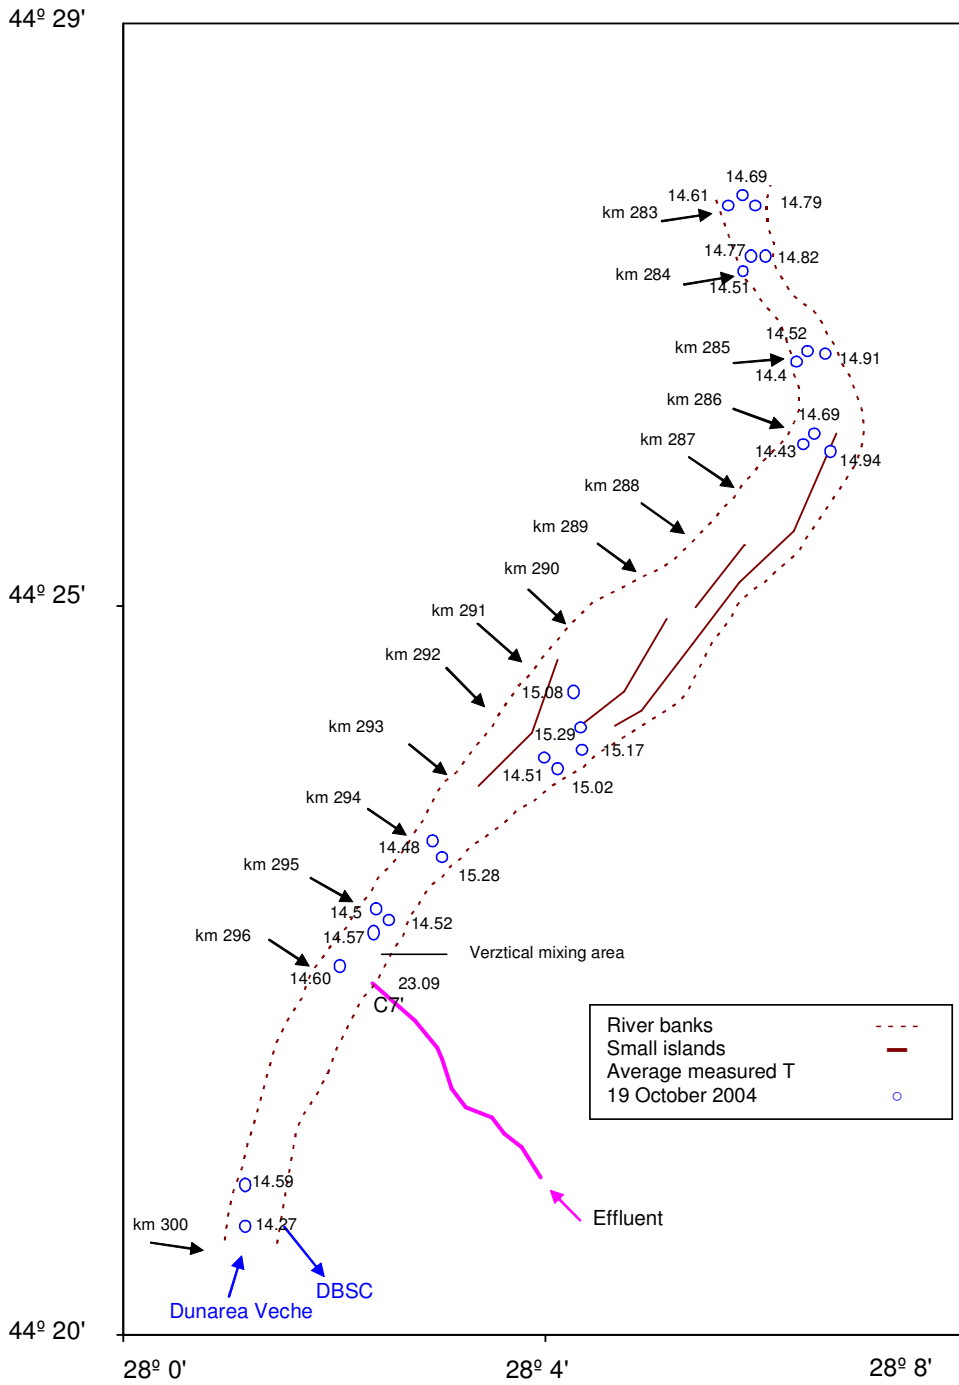 44º 29'
14.69
14.61
14.79
km 283
14.77
14.82
km 284
14.51
14.52
km 285
14.91
14.4
km 286
14.69
km 287
14.43
14.94
km 288
km 289
km 290
44º 25'
km 291
km 292
15.08
km 293
15.29
15.17
14.51
15.02
km 294
14.48
15.28
km 295
14.5
14.52
14.57
km 296
Verztical mixing area
14.60
23.09
C7'
River banks
Small islands
Average measured T
19 October 2004
14.59
km 300
14.27
Effluent
DBSC
Dunarea Veche
44º 20'
28º 0'
28º 4'
28º 8'